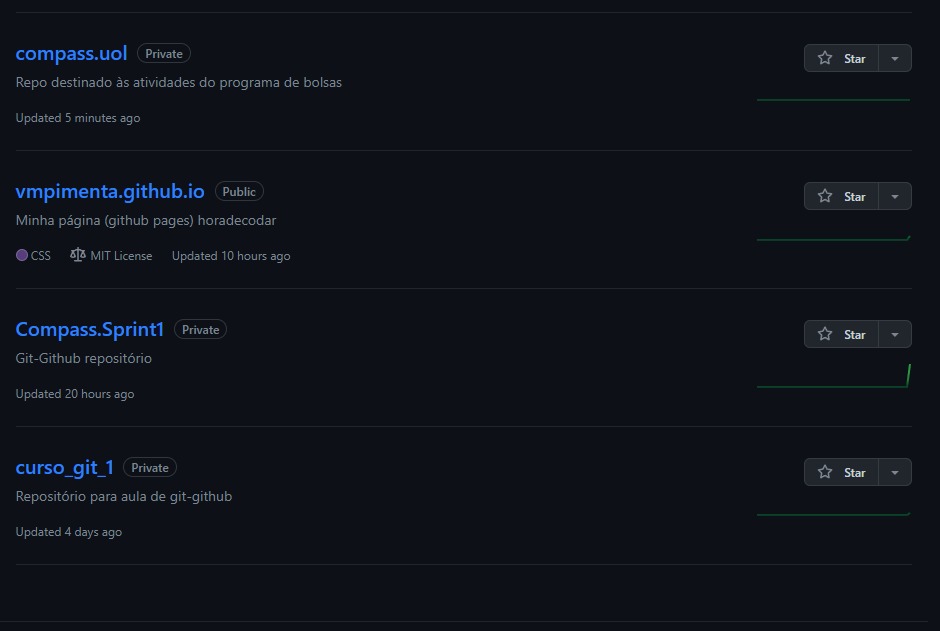 compass.uol Private
Star
Repo destinado às atividades do programa de bolsas
Updated 5 minutes ago
vmpimenta.github.io Public
Star
Minha página (github pages) horadecodar
CSS MIT License Updated 10 hours ago
Compass.Sprint1 Private
Star
Git-Github repositório
Updated 20 hours ago
curso_git_1 Private
Star
Repositório para aula de git-github
Updated 4 days ago